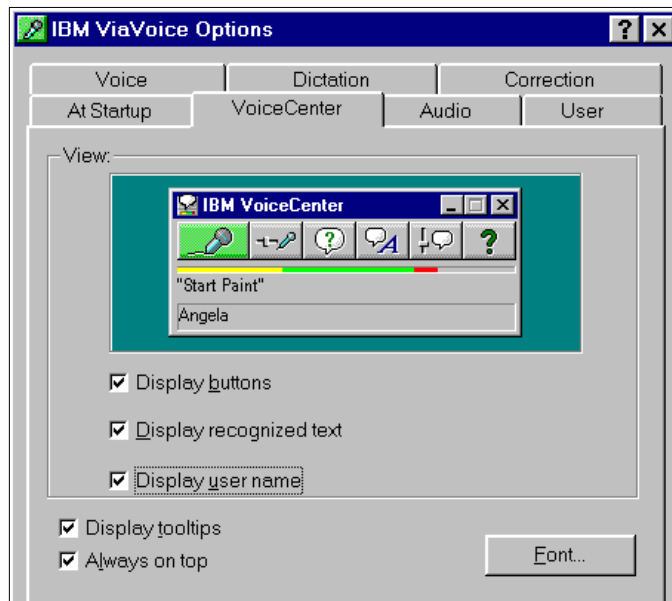 IBM ViaVoice Options
Voice Dictation Correction
At Startup VoiceCenter Audio User
View:
IBM VoiceCenter
"Start Paint"
Angela
Display buttons
Display recognized text
Display user name
Display tooltips
Always on top
Font...